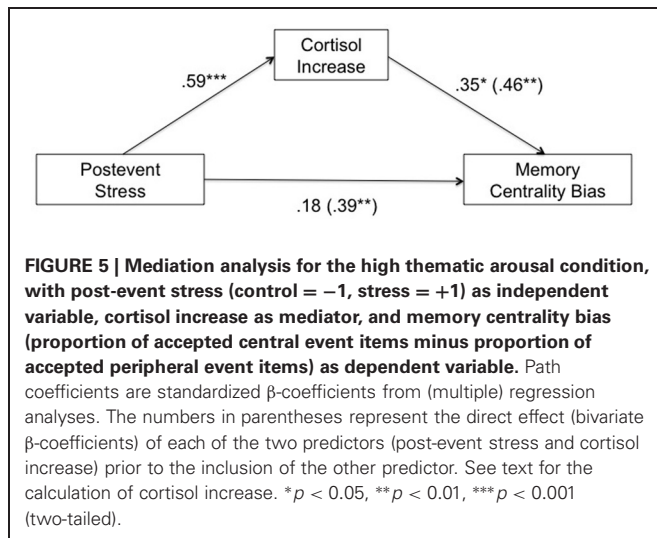 Cortisol
Increase
.59***
.35* (.46**)
Postevent
Stress
Memory
Centrality Bias
.18 (.39**)
FIGURE 5 | Mediation analysis for the high thematic arousal condition,
with post-event stress (control = −1, stress = +1) as independent
variable, cortisol increase as mediator, and memory centrality bias
(proportion of accepted central event items minus proportion of
accepted peripheral event items) as dependent variable. Path
coefficients are standardized β-coefficients from (multiple) regression
analyses. The numbers in parentheses represent the direct effect (bivariate
β-coefficients) of each of the two predictors (post-event stress and cortisol
increase) prior to the inclusion of the other predictor. See text for the
calculation of cortisol increase. *p < 0.05, **p < 0.01, ***p < 0.001
(two-tailed).